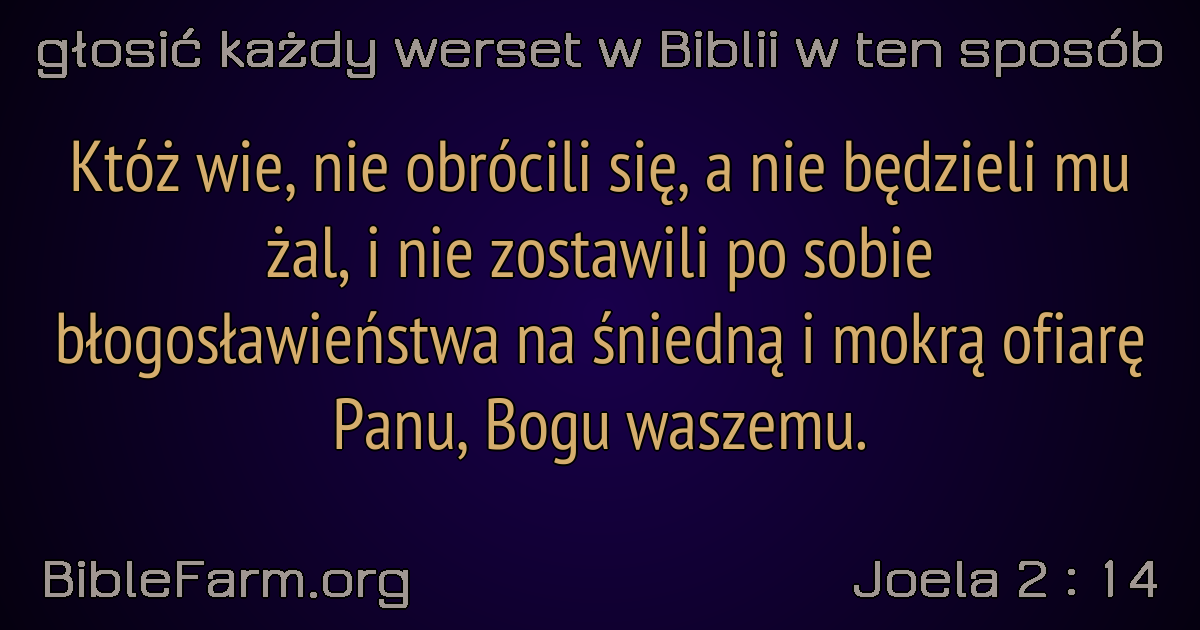 głosić każdy werset w Biblii w ten sposób
Któż wie, nie obrócili się, a nie będzieli mu
żal, i nie zostawili po sobie
błogosławieństwa na śniedną i mokrą ofiarę
Panu, Bogu waszemu.
BibleFarm.org
Joela 2 : 14